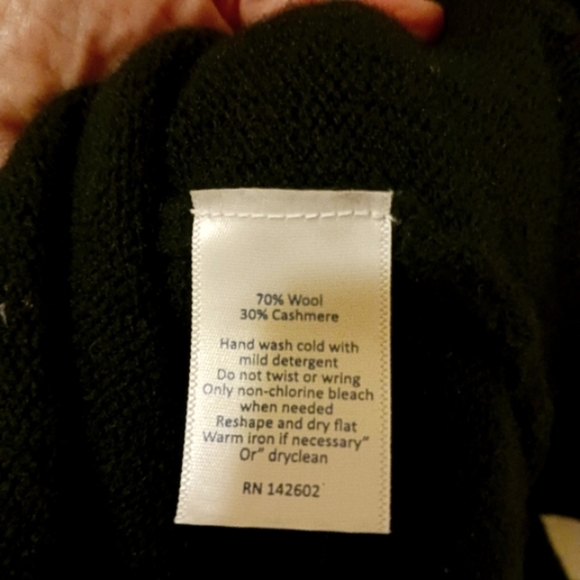 70% Wool
30% Cashmere
Hand wash cold with
mild detergent
Do not twist or wring
Only non-chlorine bleach
when needed
Reshape and dry flat
Warm iron if necessary"
Or" dryclean
RN 142602